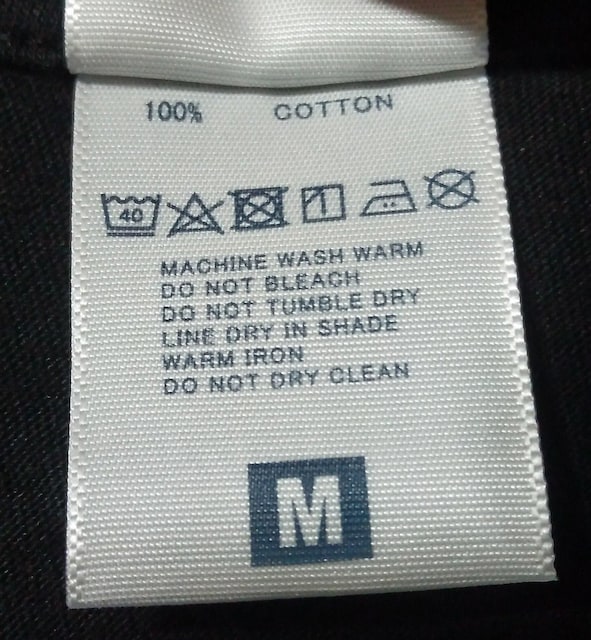 100% COTTON
40
MACHINE WASH WARM
DO NOT BLEACH
DO NOT TUMBLE DRY
LINE DRY IN SHADE
WARM IRON
DO NOT DRY CLEAN
M